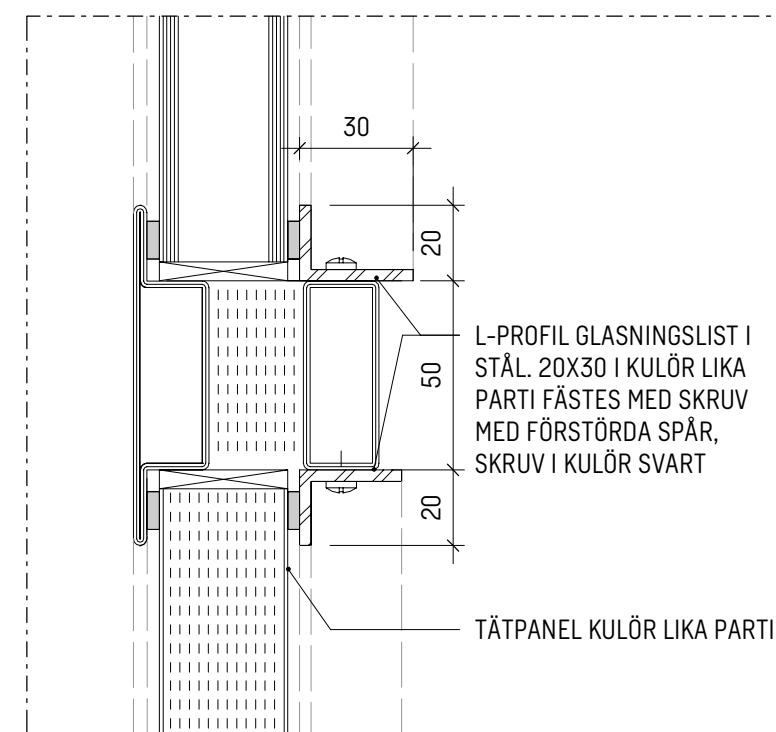 30
20
L-PROFIL GLASNINGSLIST I
STÅL. 20X30 I KULÖR LIKA
PARTI FÄSTES MED SKRUV
MED FÖRSTÖRDA SPÅR,
SKRUV I KULÖR SVART
50
20
TÄTPANEL KULÖR LIKA PARTI